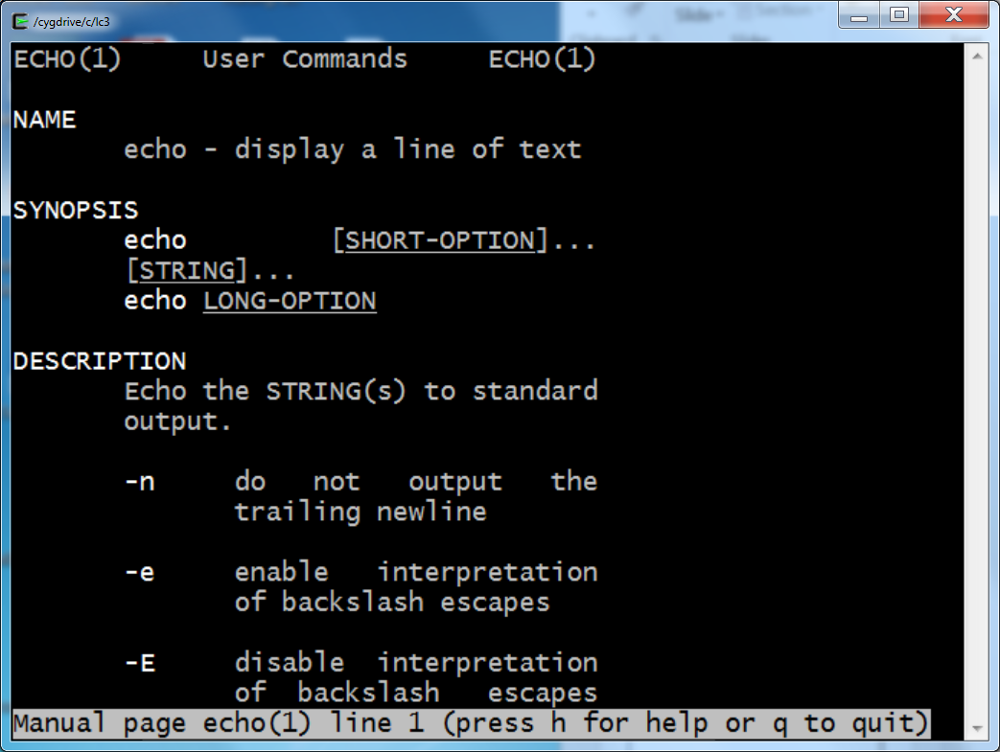 /cygdrive/c/lc3
ECHO(1) User Commands ECHO(1)
NAME
echo - display a line of text
SYNOPSIS
echo [SHORT-OPTION]...
[STRING]...
echo LONG-OPTION
DESCRIPTION
Echo the STRING(s) to standard
output.
-n do not output the
trailing newline
-e enable interpretation
of backslash escapes
-E disable interpretation
of backslash escapes
Manual page echo(1) line 1 (press h for help or q to quit)